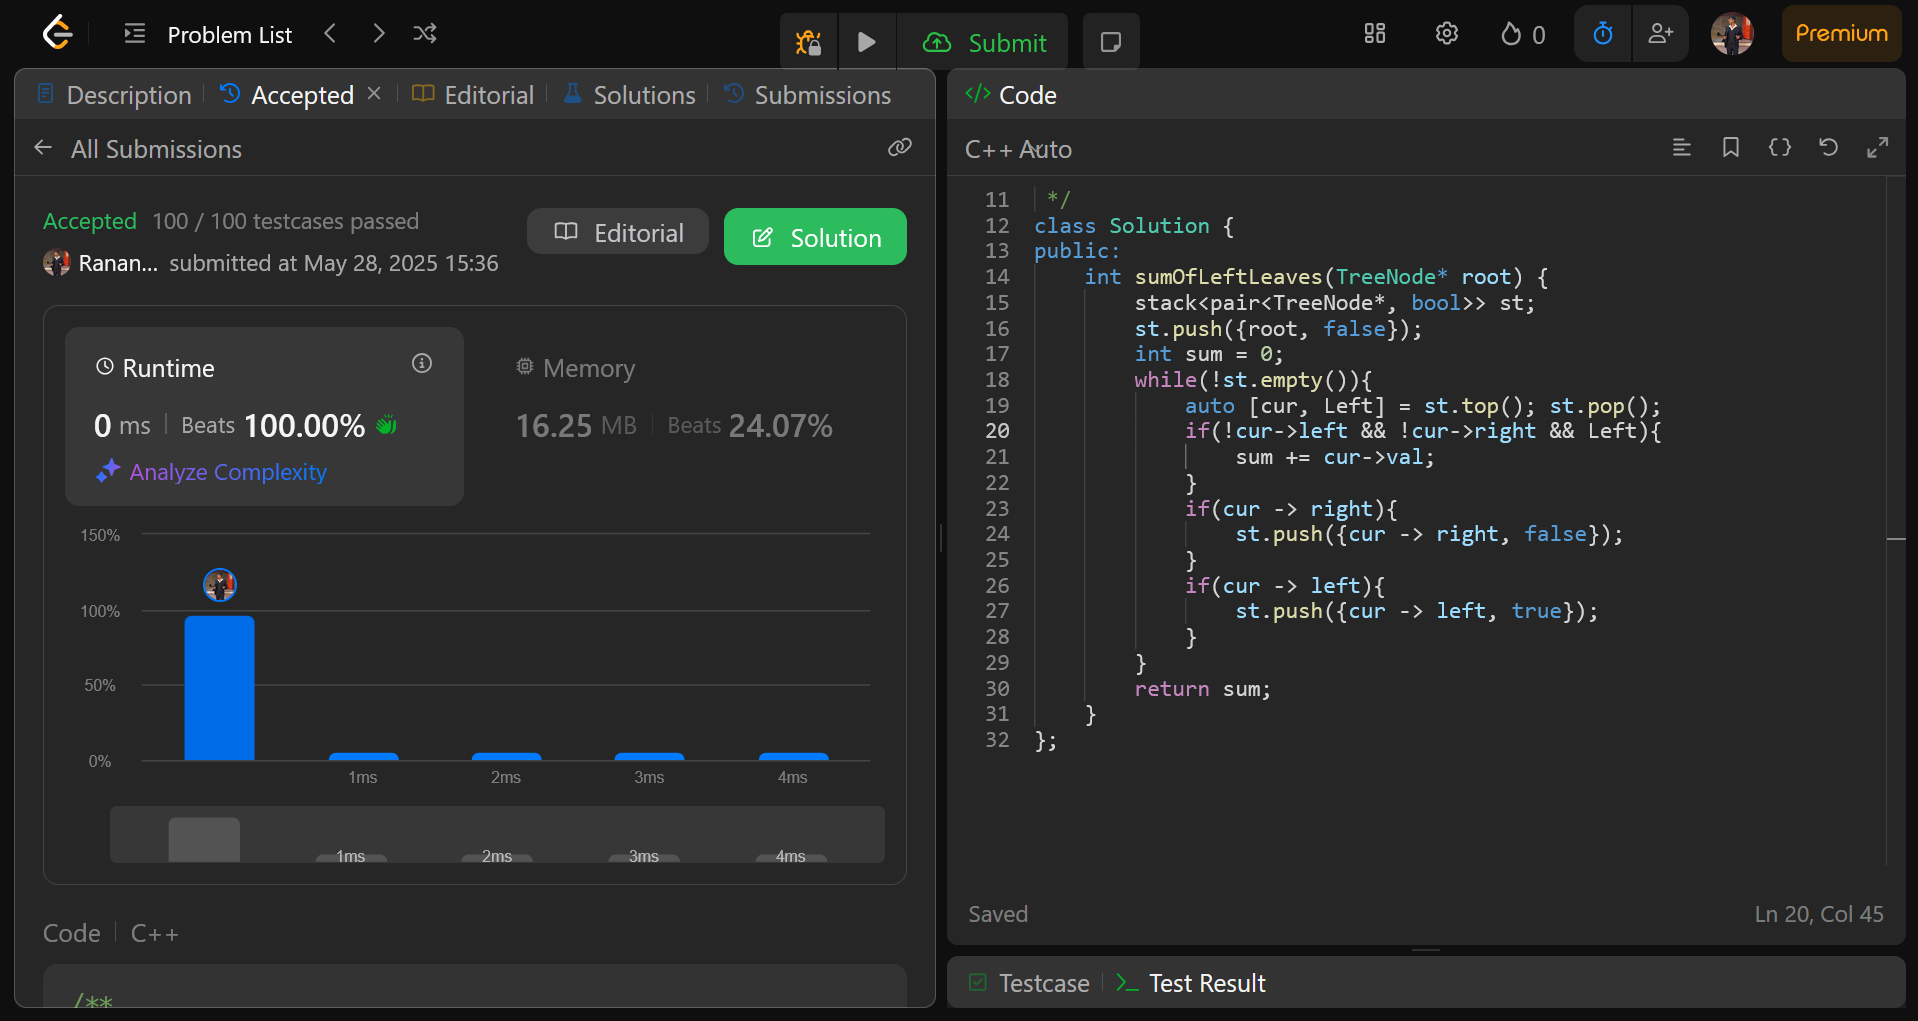 Problem List
Submit
0
Premium
Description
Accepted
Editorial
Solutions
Submissions
All Submissions
Accepted 100 / 100 testcases passed
Ranan... submitted at May 28, 2025 15:36
Editorial
Solution
Runtime
0 ms Beats 100.00%
Analyze Complexity
Memory
16.25 MB Beats 24.07%
150%
100%
50%
0%
1ms 2ms 3ms 4ms
1ms 2ms 3ms 4ms
Code C++
/**
</> Code
C++ Auto
11 */
12 class Solution {
13 public:
14 int sumOfLeftLeaves(TreeNode* root) {
15 stack<pair<TreeNode*, bool>> st;
16 st.push({root, false});
17 int sum = 0;
18 while(!st.empty()){
19 auto [cur, Left] = st.top(); st.pop();
20 if(!cur->left && !cur->right && Left){
21 sum += cur->val;
22 }
23 if(cur -> right){
24 st.push({cur -> right, false});
25 }
26 if(cur -> left){
27 st.push({cur -> left, true});
28 }
29 }
30 return sum;
31 }
32 };
Saved
Ln 20, Col 45
Testcase
Test Result